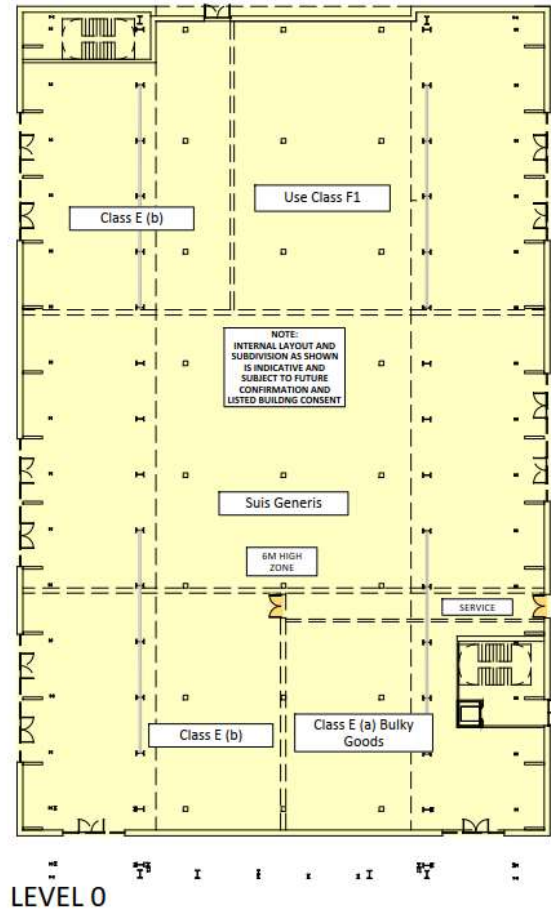 Class E (b)
Use Class F1
NOTE:
INTERNAL LAYOUT AND
SUBDIVISION AS SHOWN
IS INDICATIVE AND
SUBJECT TO FUTURE
CONFIRMATION AND
LISTED BUILDNG CONSENT
Suis Generis
6M HIGH
ZONE
SERVICE
Class E (b)
Class E (a) Bulky
Goods
LEVEL 0